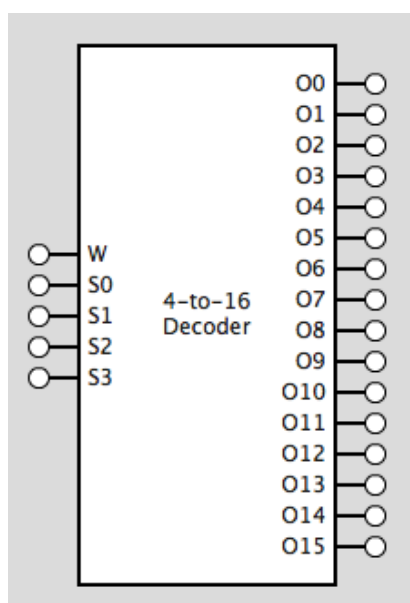 W
S0
S1
S2
S3
4-to-16
Decoder
O0
O1
O2
O3
O4
O5
O6
O7
O8
O9
O10
O11
O12
O13
O14
O15